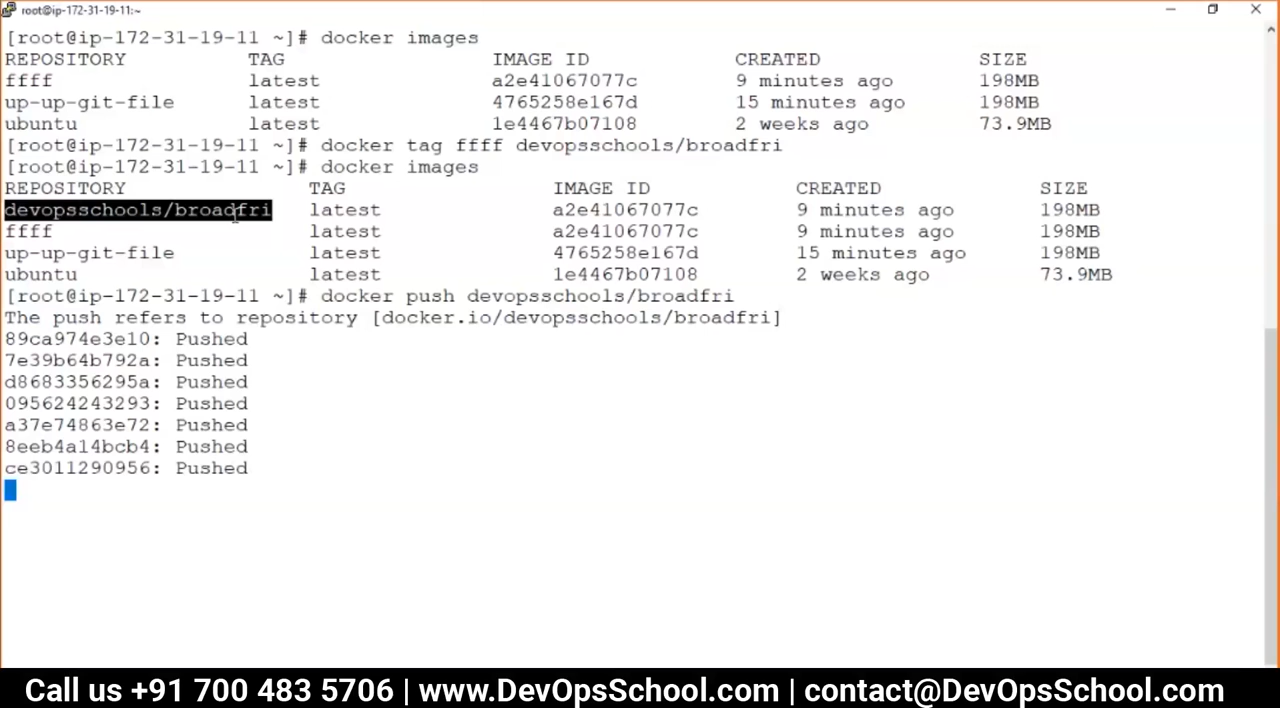 root@ip-172-31-19-11:~
[root@ip-172-31-19-11 ~]# docker images
REPOSITORY TAG IMAGE ID CREATED SIZE
ffff latest a2e41067077c 9 minutes ago 198MB
up-up-git-file latest 4765258e167d 15 minutes ago 198MB
ubuntu latest 1e4467b07108 2 weeks ago 73.9MB
[root@ip-172-31-19-11 ~]# docker tag ffff devopsschools/broadfri
[root@ip-172-31-19-11 ~]# docker images
REPOSITORY TAG IMAGE ID CREATED SIZE
devopsschools/broadfri latest a2e41067077c 9 minutes ago 198MB
ffff latest a2e41067077c 9 minutes ago 198MB
up-up-git-file latest 4765258e167d 15 minutes ago 198MB
ubuntu latest 1e4467b07108 2 weeks ago 73.9MB
[root@ip-172-31-19-11 ~]# docker push devopsschools/broadfri
The push refers to repository [docker.io/devopsschools/broadfri]
89ca974e3e10: Pushed
7e39b64b792a: Pushed
d8683356295a: Pushed
095624243293: Pushed
a37e74863e72: Pushed
8eeb4a14bcb4: Pushed
ce3011290956: Pushed
Call us +91 700 483 5706 | www.DevOpsSchool.com | contact@DevOpsSchool.com